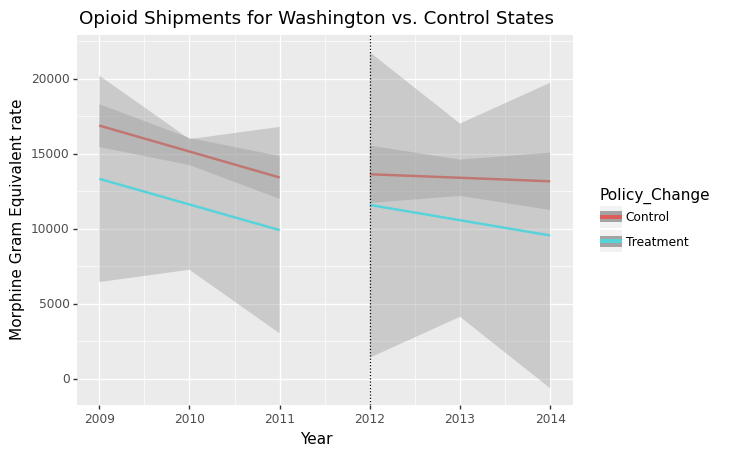 Opioid Shipments for Washington vs. Control States
Morphine Gram Equivalent rate
20000
15000
10000
5000
0
2009 2010 2011 2012 2013 2014
Year
Policy_Change
Control
Treatment